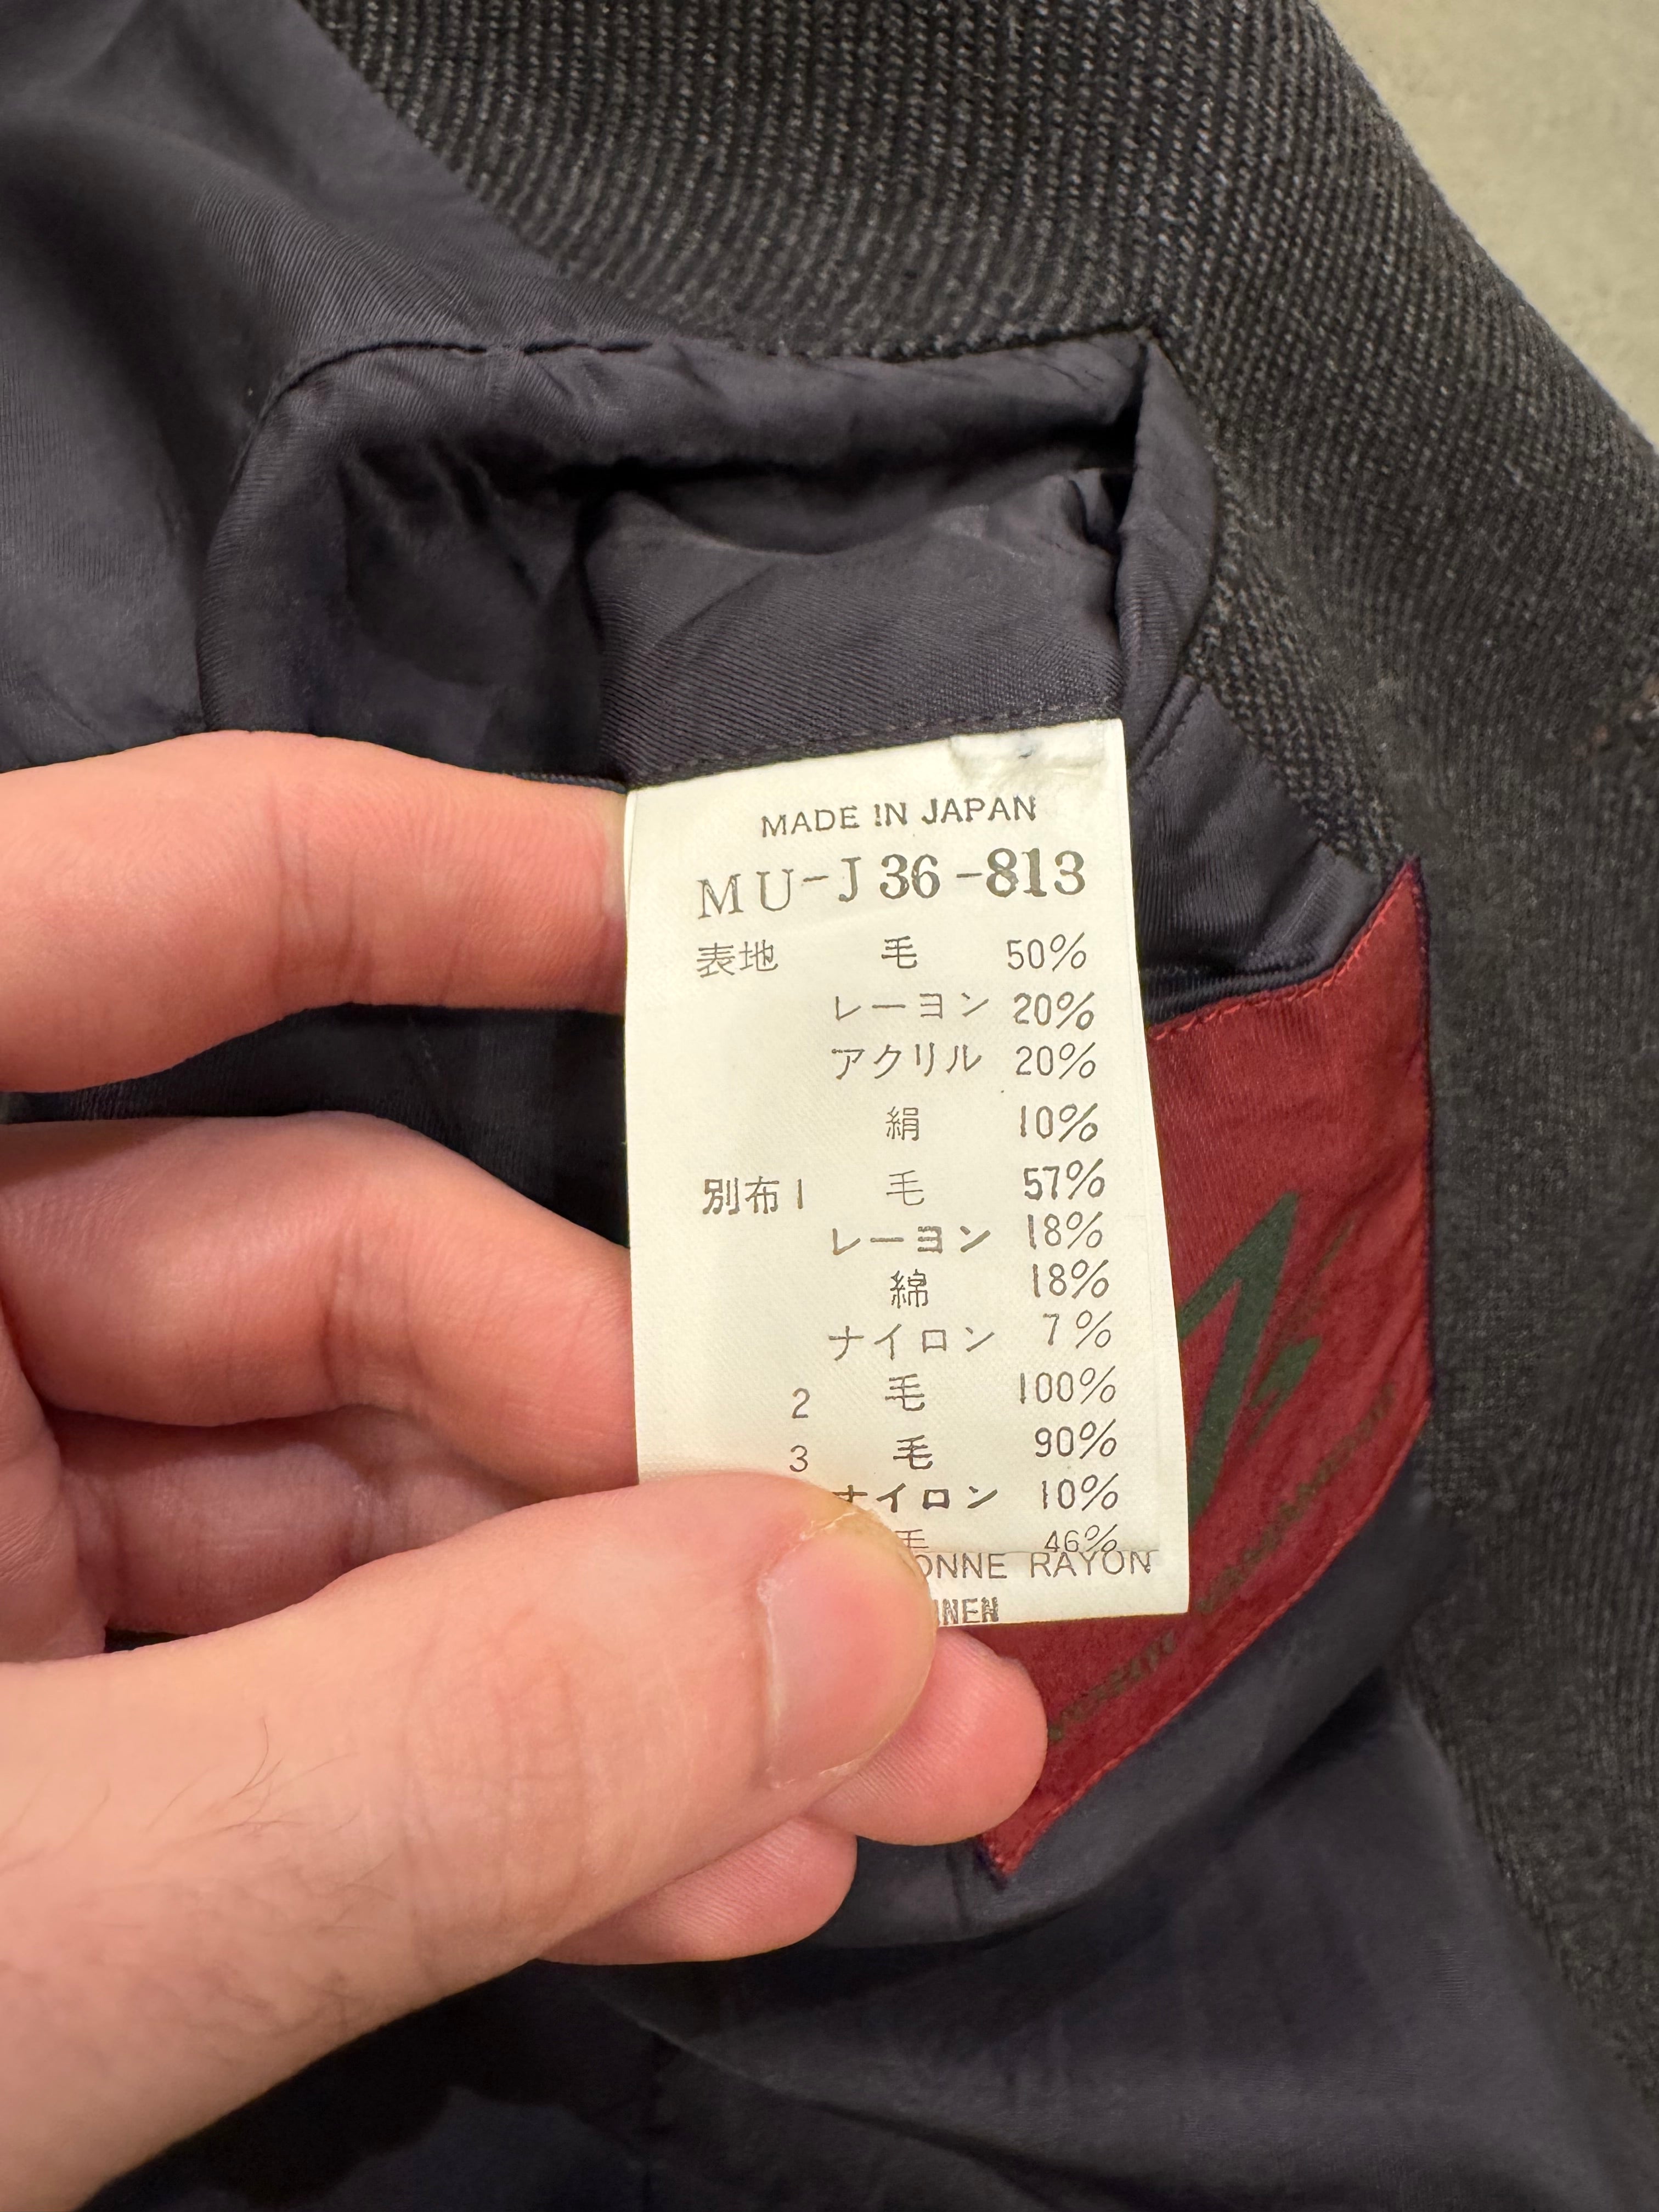 MADE IN JAPAN
MU-J 36-813
表地 毛 50%
レーヨン 20%
アクリル 20%
絹 10%
別布1 毛 57%
レーヨン 18%
綿 18%
ナイロン 7%
2 毛 100%
3 毛 90%
ナイロン 10%
毛 46%
RAYON